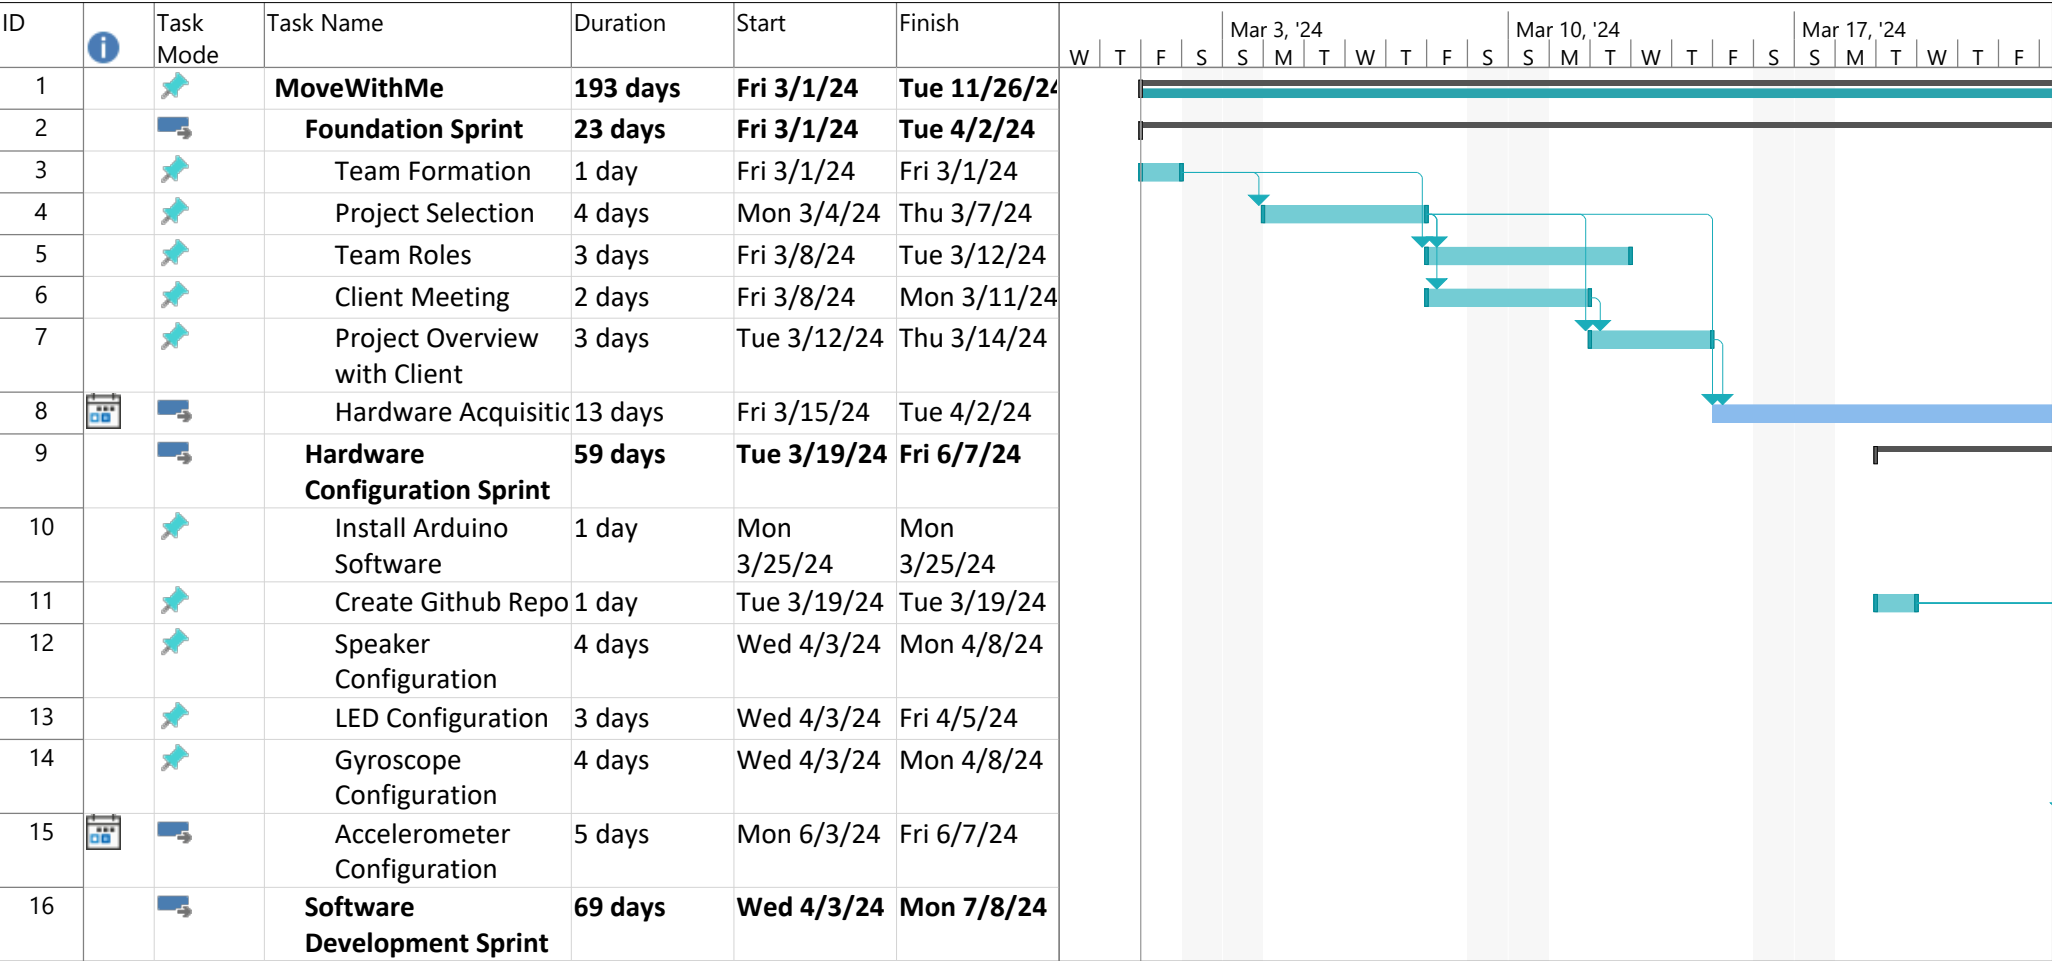 ID Task Mode Task Name Duration Start Finish
Mar 3, '24 Mar 10, '24 Mar 17, '24
W T F S S M T W T F S S M T W T F S S M T W T F
1 MoveWithMe 193 days Fri 3/1/24 Tue 11/26/24
2 Foundation Sprint 23 days Fri 3/1/24 Tue 4/2/24
3 Team Formation 1 day Fri 3/1/24 Fri 3/1/24
4 Project Selection 4 days Mon 3/4/24 Thu 3/7/24
5 Team Roles 3 days Fri 3/8/24 Tue 3/12/24
6 Client Meeting 2 days Fri 3/8/24 Mon 3/11/24
7 Project Overview 3 days Tue 3/12/24 Thu 3/14/24
with Client
8 Hardware Acquisitic 13 days Fri 3/15/24 Tue 4/2/24
9 Hardware 59 days Tue 3/19/24 Fri 6/7/24
Configuration Sprint
10 Install Arduino 1 day Mon Mon
Software 3/25/24 3/25/24
11 Create Github Repo 1 day Tue 3/19/24 Tue 3/19/24
12 Speaker 4 days Wed 4/3/24 Mon 4/8/24
Configuration
13 LED Configuration 3 days Wed 4/3/24 Fri 4/5/24
14 Gyroscope 4 days Wed 4/3/24 Mon 4/8/24
Configuration
15 Accelerometer 5 days Mon 6/3/24 Fri 6/7/24
Configuration
16 Software 69 days Wed 4/3/24 Mon 7/8/24
Development Sprint